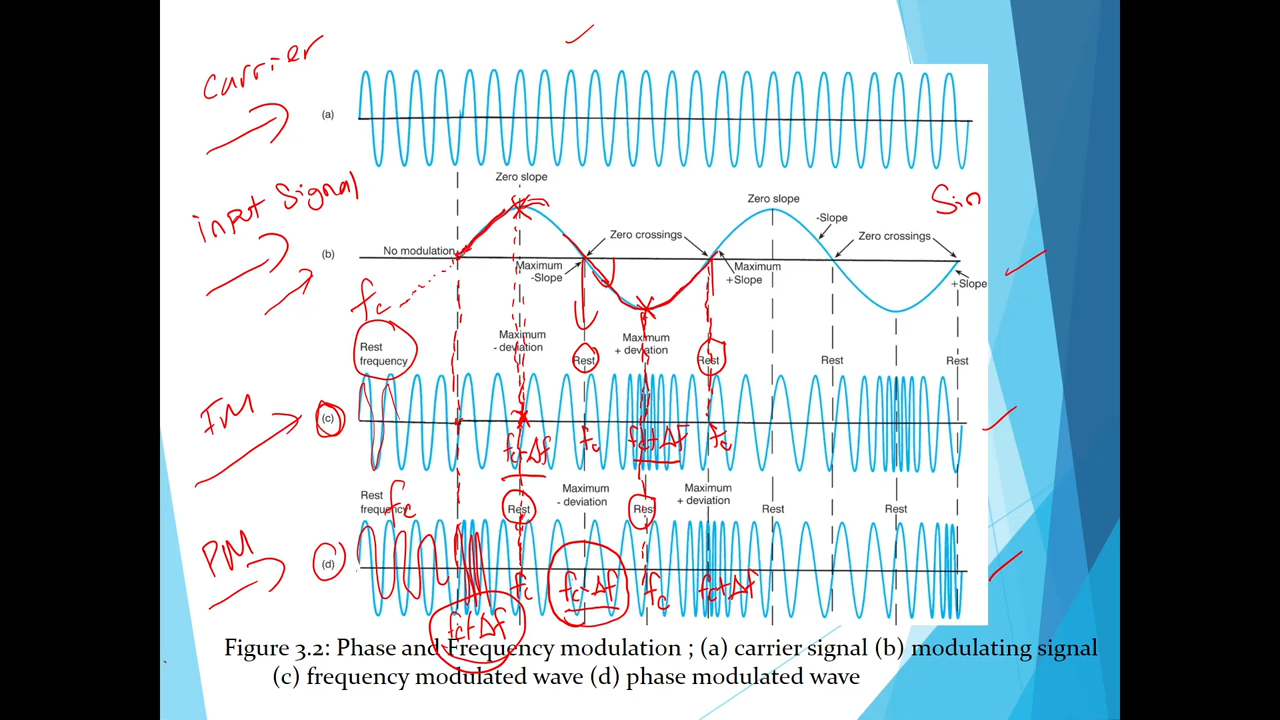 Carrier
(a)
Zero slope
Zero slope
Sin
input Signal
-Slope
Zero crossings
Zero crossings
No modulation
(b)
Maximum
-Slope
Maximum
+Slope
+Slope
fc
Rest
frequency
Maximum
- deviation
Rest
Maximum
+ deviation
Rest
Rest
Rest
FM
(c)
fc-Δf
fc
fc+Δf
fc
Rest
frequency
fc
Rest
Maximum
- deviation
Rest
Maximum
+ deviation
Rest
Rest
PM
(d)
fc
fc-Δf
fc
fc+Δf
fc+Δf
Figure 3.2: Phase and Frequency modulation ; (a) carrier signal (b) modulating signal
(c) frequency modulated wave (d) phase modulated wave